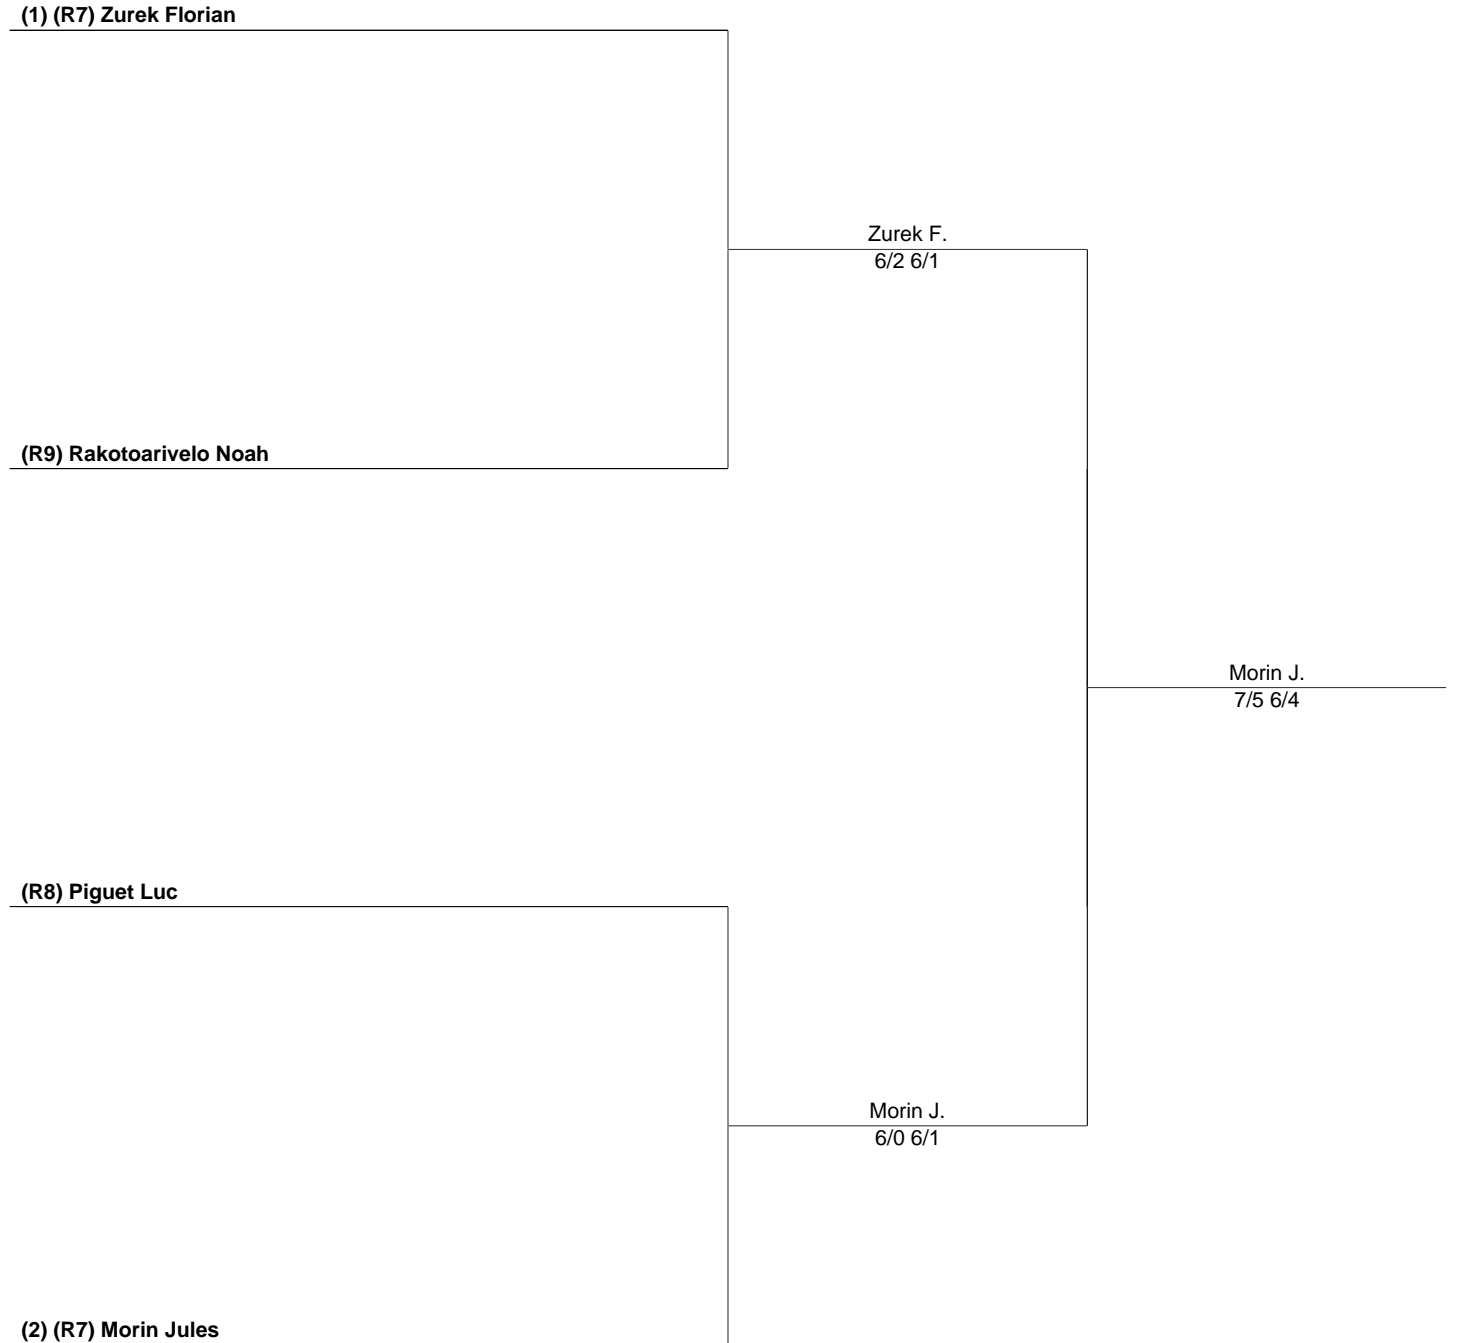 (1) (R7) Zurek Florian
Zurek F.
6/2 6/1
(R9) Rakotoarivelo Noah
Morin J.
7/5 6/4
(R8) Piguet Luc
Morin J.
6/0 6/1
(2) (R7) Morin Jules